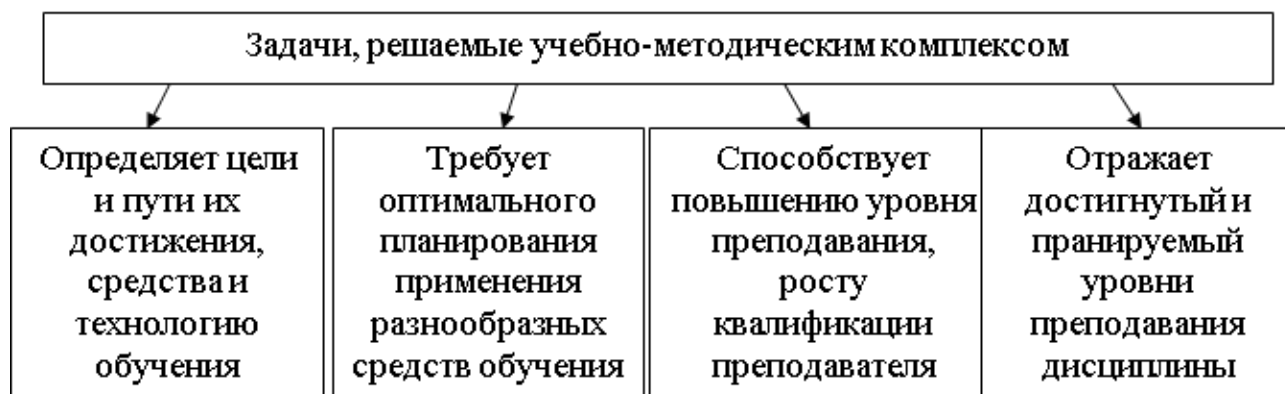 Задачи, решаемые учебно-методическим комплексом
Определяет цели
и пути их
достижения,
средства и
технологию
обучения
Требует
оптимального
планирования
применения
разнообразных
средств обучения
Способствует
повышению уровня
преподавания,
росту
квалификации
преподавателя
Отражает
достигнутый и
пранируемый
уровни
преподавания
дисциплины